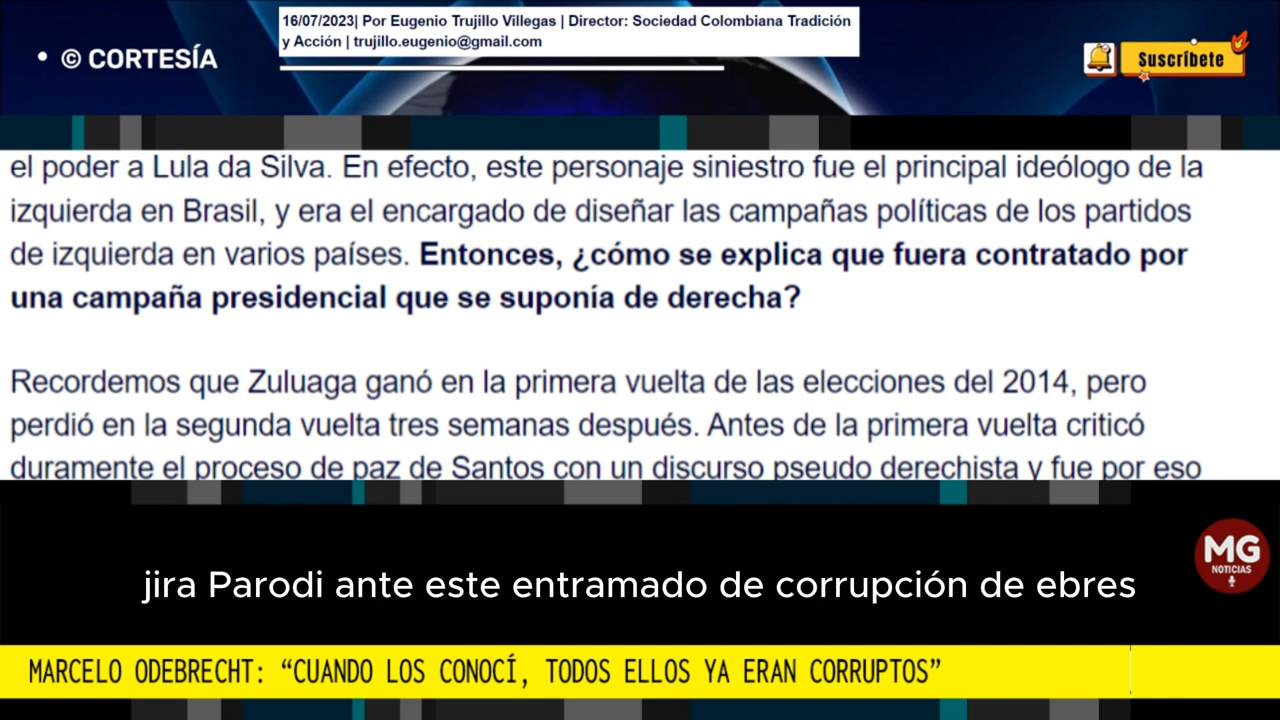 16/07/2023| Por Eugenio Trujillo Villegas | Director: Sociedad Colombiana Tradición
y Acción | trujillo.eugenio@gmail.com
• © CORTESÍA
Suscríbete
el poder a Lula da Silva. En efecto, este personaje siniestro fue el principal ideólogo de la
izquierda en Brasil, y era el encargado de diseñar las campañas políticas de los partidos
de izquierda en varios países. Entonces, ¿cómo se explica que fuera contratado por
una campaña presidencial que se suponía de derecha?
Recordemos que Zuluaga ganó en la primera vuelta de las elecciones del 2014, pero
perdió en la segunda vuelta tres semanas después. Antes de la primera vuelta criticó
duramente el proceso de paz de Santos con un discurso pseudo derechista y fue por eso
MG
NOTICIAS
jira Parodi ante este entramado de corrupción de ebres
MARCELO ODEBRECHT: “CUANDO LOS CONOCÍ, TODOS ELLOS YA ERAN CORRUPTOS”